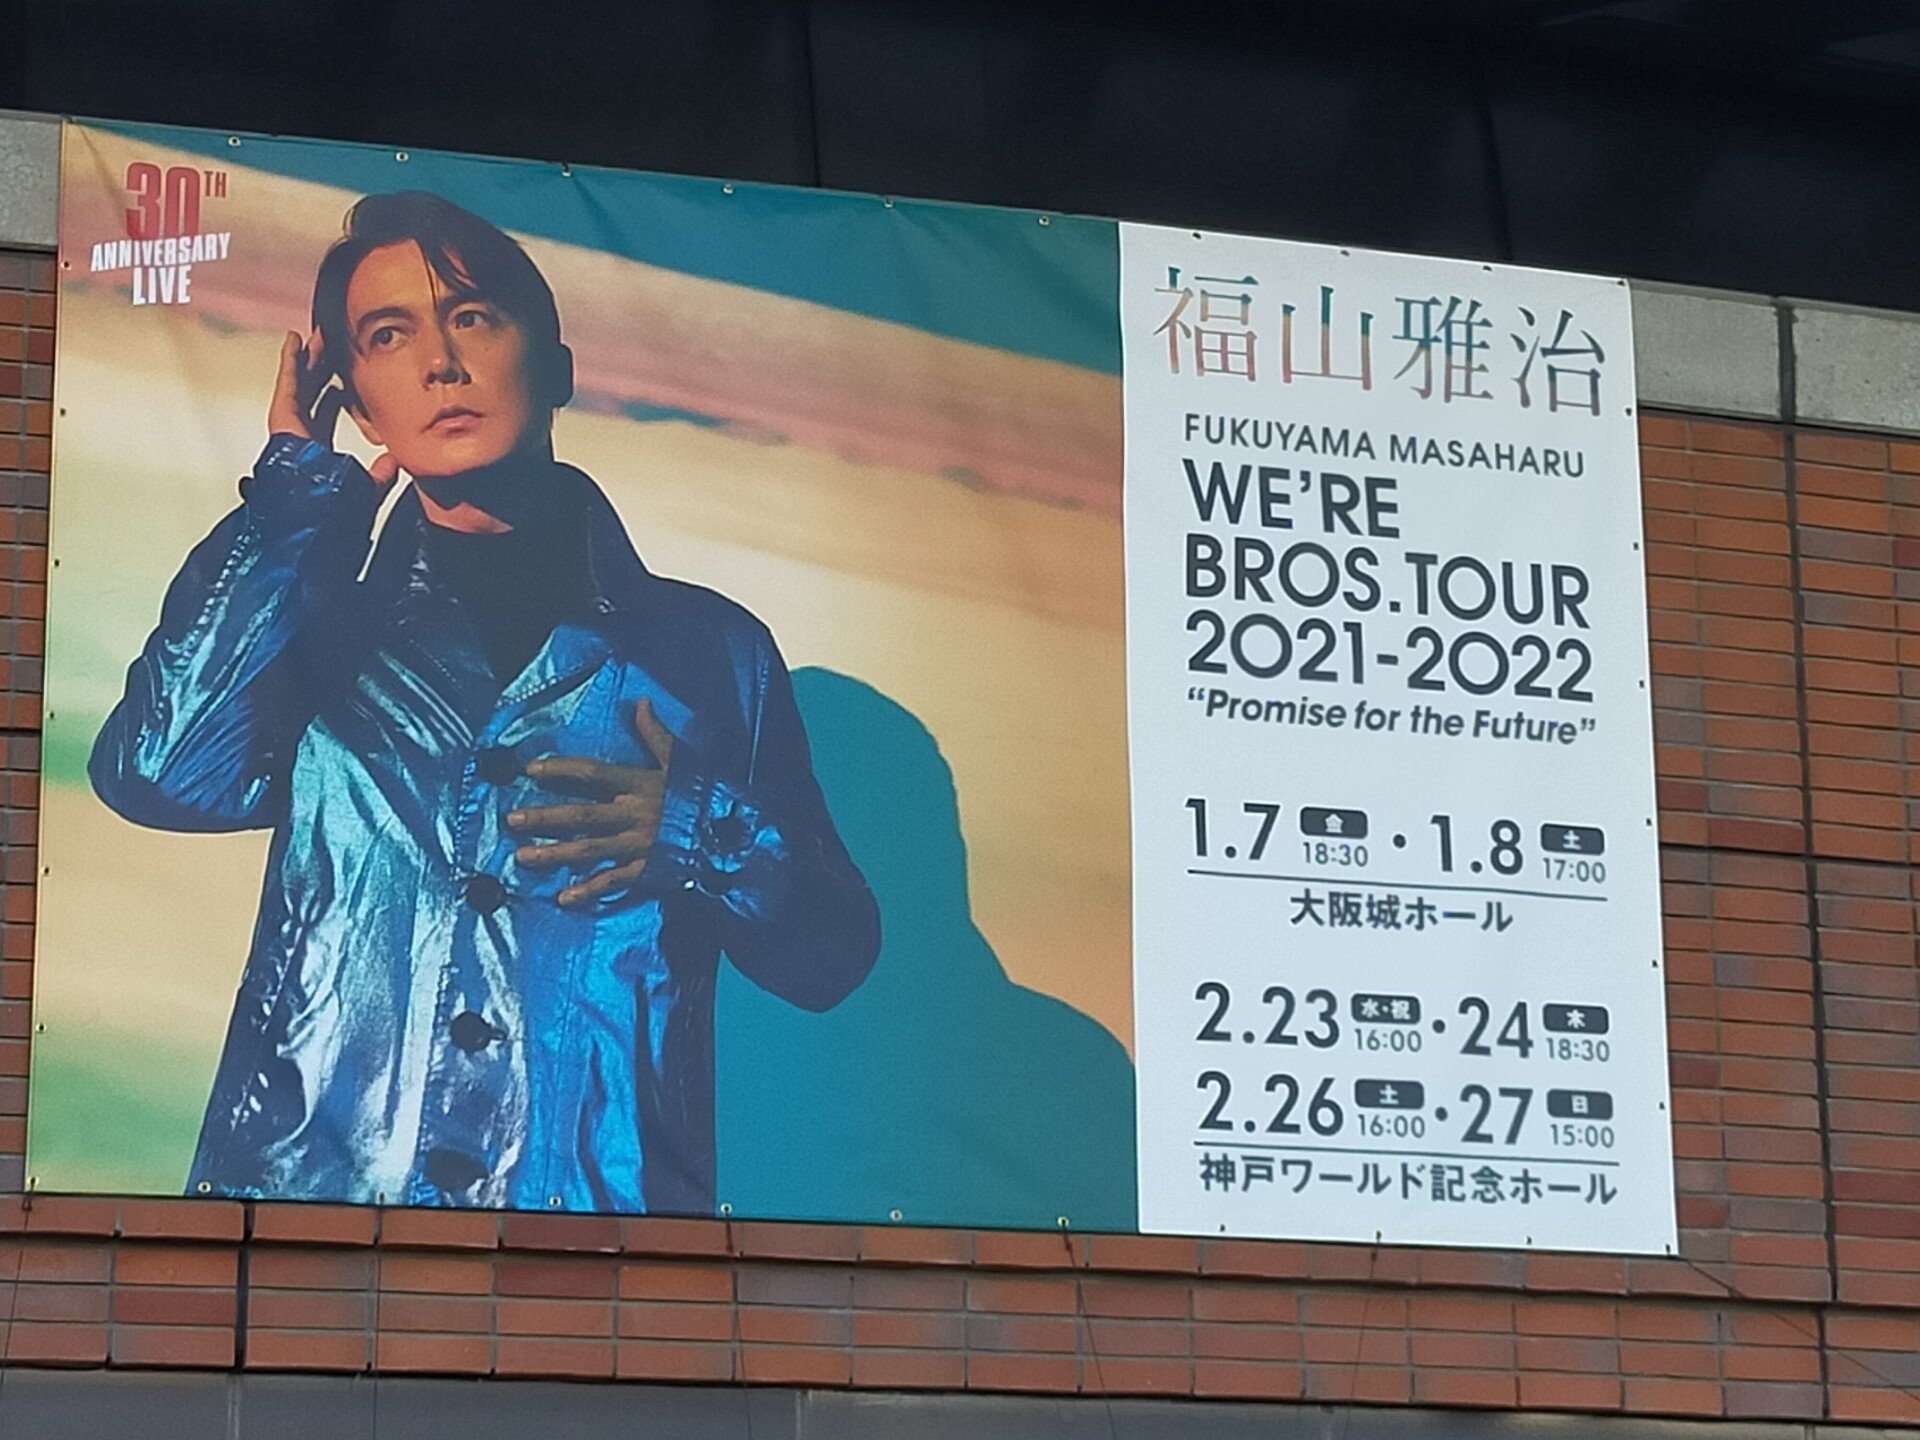 30TH
ANNIVERSARY
LIVE
福山雅治
FUKUYAMA MASAHARU
WE'RE
BROS.TOUR
2021-2022
“Promise for the Future”
1.7 金 18:30・1.8 土 17:00
大阪城ホール
2.23 水・祝 16:00・24 木 18:30
2.26 土 16:00・27 日 15:00
神戸ワールド記念ホール